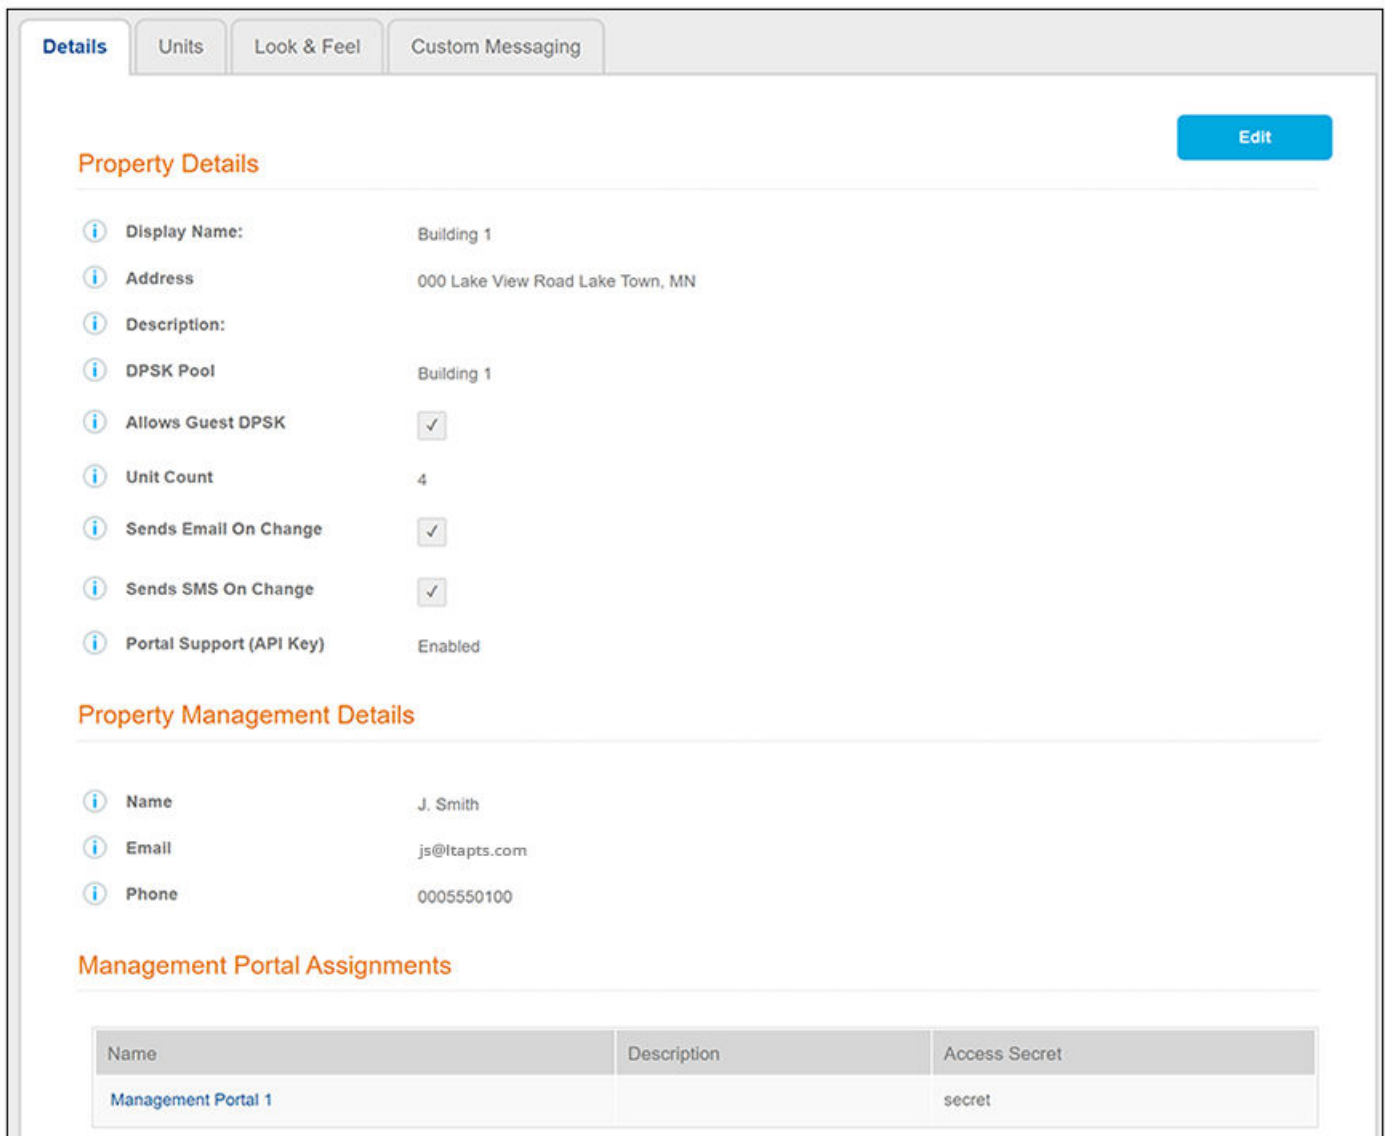 Details Units Look & Feel Custom Messaging
Edit
Property Details
Display Name: Building 1
Address 000 Lake View Road Lake Town, MN
Description:
DPSK Pool Building 1
Allows Guest DPSK ✓
Unit Count 4
Sends Email On Change ✓
Sends SMS On Change ✓
Portal Support (API Key) Enabled
Property Management Details
Name J. Smith
Email js@ltapts.com
Phone 0005550100
Management Portal Assignments
Name Description Access Secret
Management Portal 1 secret